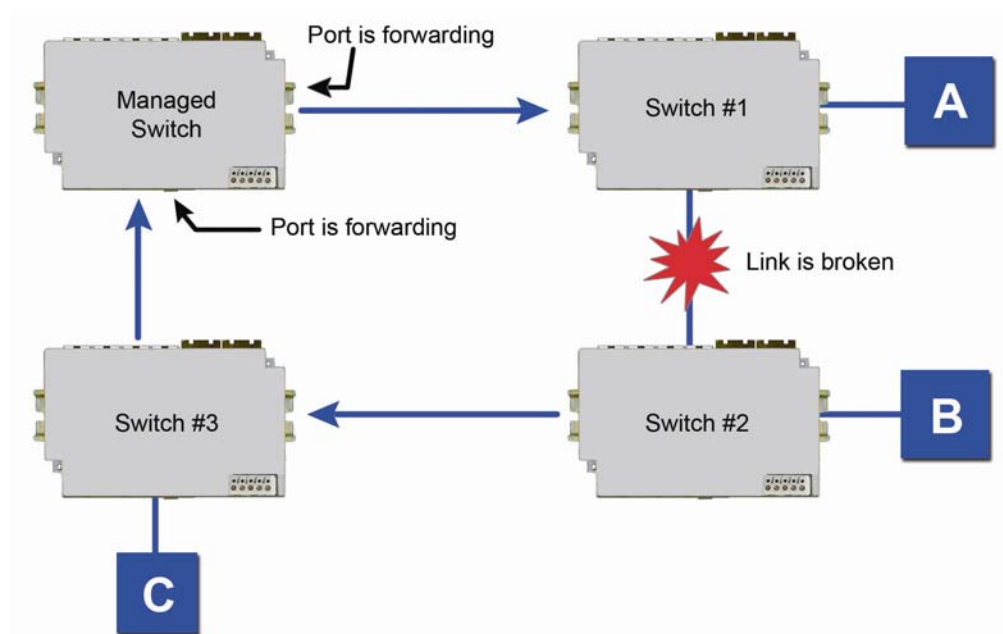 Port is forwarding
Managed
Switch
Switch #1
A
Port is forwarding
Link is broken
Switch #3
Switch #2
B
C